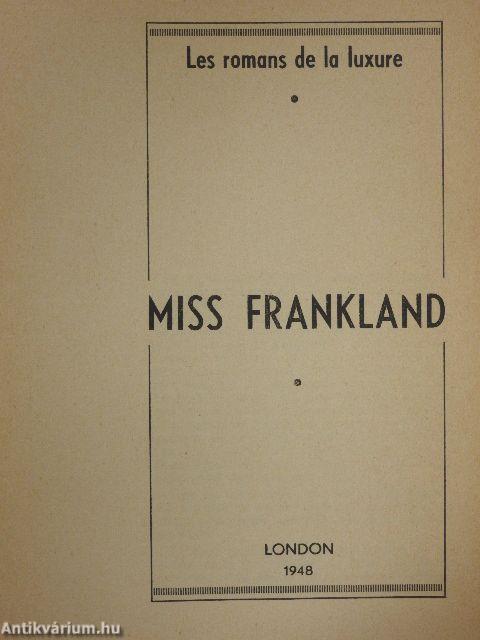 Les romans de la luxure
MISS FRANKLAND
LONDON
1948
Antikvárium.hu